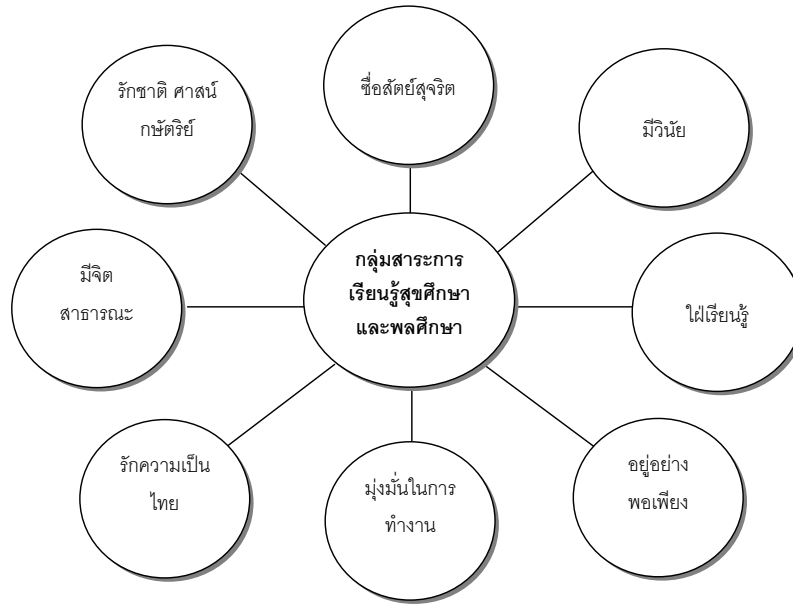 รักชาติ ศาสน์
กษัตริย์
ซื่อสัตย์สุจริต
มีวินัย
กลุ่มสาระการ
เรียนรู้สุขศึกษา
และพลศึกษา
มีจิต
สาธารณะ
ใฝ่เรียนรู้
รักความเป็น
ไทย
มุ่งมั่นในการ
ทำงาน
อยู่อย่าง
พอเพียง